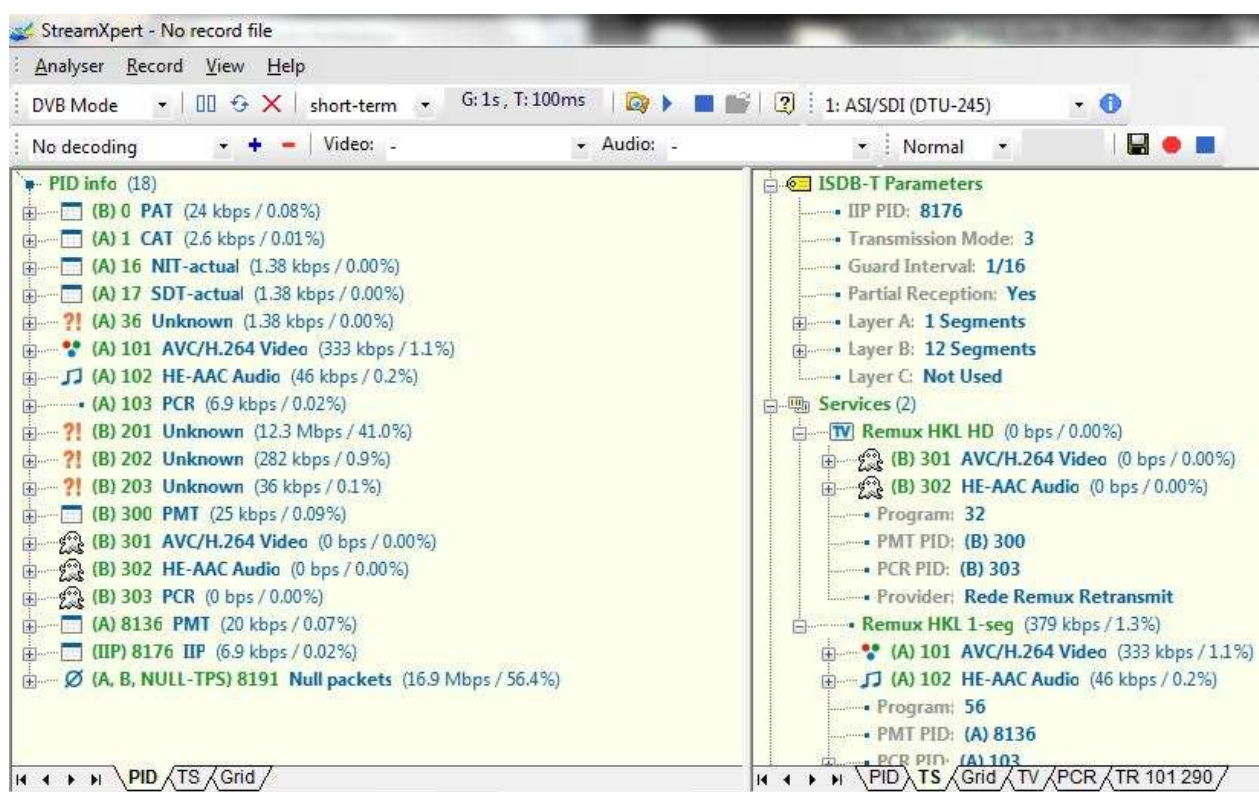 StreamXpert - No record file
Analyser Record View Help
DVB Mode short-term G: 1s, T: 100ms 1: ASI/SDI (DTU-245)
No decoding Video: - Audio: - Normal
PID info (18)
(B) 0 PAT (24 kbps / 0.08%)
(A) 1 CAT (2.6 kbps / 0.01%)
(A) 16 NIT-actual (1.38 kbps / 0.00%)
(A) 17 SDT-actual (1.38 kbps / 0.00%)
?! (A) 36 Unknown (1.38 kbps / 0.00%)
(A) 101 AVC/H.264 Video (333 kbps / 1.1%)
(A) 102 HE-AAC Audio (46 kbps / 0.2%)
(A) 103 PCR (6.9 kbps / 0.02%)
?! (B) 201 Unknown (12.3 Mbps / 41.0%)
?! (B) 202 Unknown (282 kbps / 0.9%)
?! (B) 203 Unknown (36 kbps / 0.1%)
(B) 300 PMT (25 kbps / 0.09%)
(B) 301 AVC/H.264 Video (0 bps / 0.00%)
(B) 302 HE-AAC Audio (0 bps / 0.00%)
(B) 303 PCR (0 bps / 0.00%)
(A) 8136 PMT (20 kbps / 0.07%)
(IIP) 8176 IIP (6.9 kbps / 0.02%)
(A, B, NULL-TPS) 8191 Null packets (16.9 Mbps / 56.4%)
PID TS Grid
ISDB-T Parameters
IIP PID: 8176
Transmission Mode: 3
Guard Interval: 1/16
Partial Reception: Yes
Layer A: 1 Segments
Layer B: 12 Segments
Layer C: Not Used
Services (2)
TV Remux HKL HD (0 bps / 0.00%)
(B) 301 AVC/H.264 Video (0 bps / 0.00%)
(B) 302 HE-AAC Audio (0 bps / 0.00%)
Program: 32
PMT PID: (B) 300
PCR PID: (B) 303
Provider: Rede Remux Retransmit
Remux HKL 1-seg (379 kbps / 1.3%)
(A) 101 AVC/H.264 Video (333 kbps / 1.1%)
(A) 102 HE-AAC Audio (46 kbps / 0.2%)
Program: 56
PMT PID: (A) 8136
PCR PID: (A) 103
PID TS Grid TV PCR TR 101 290